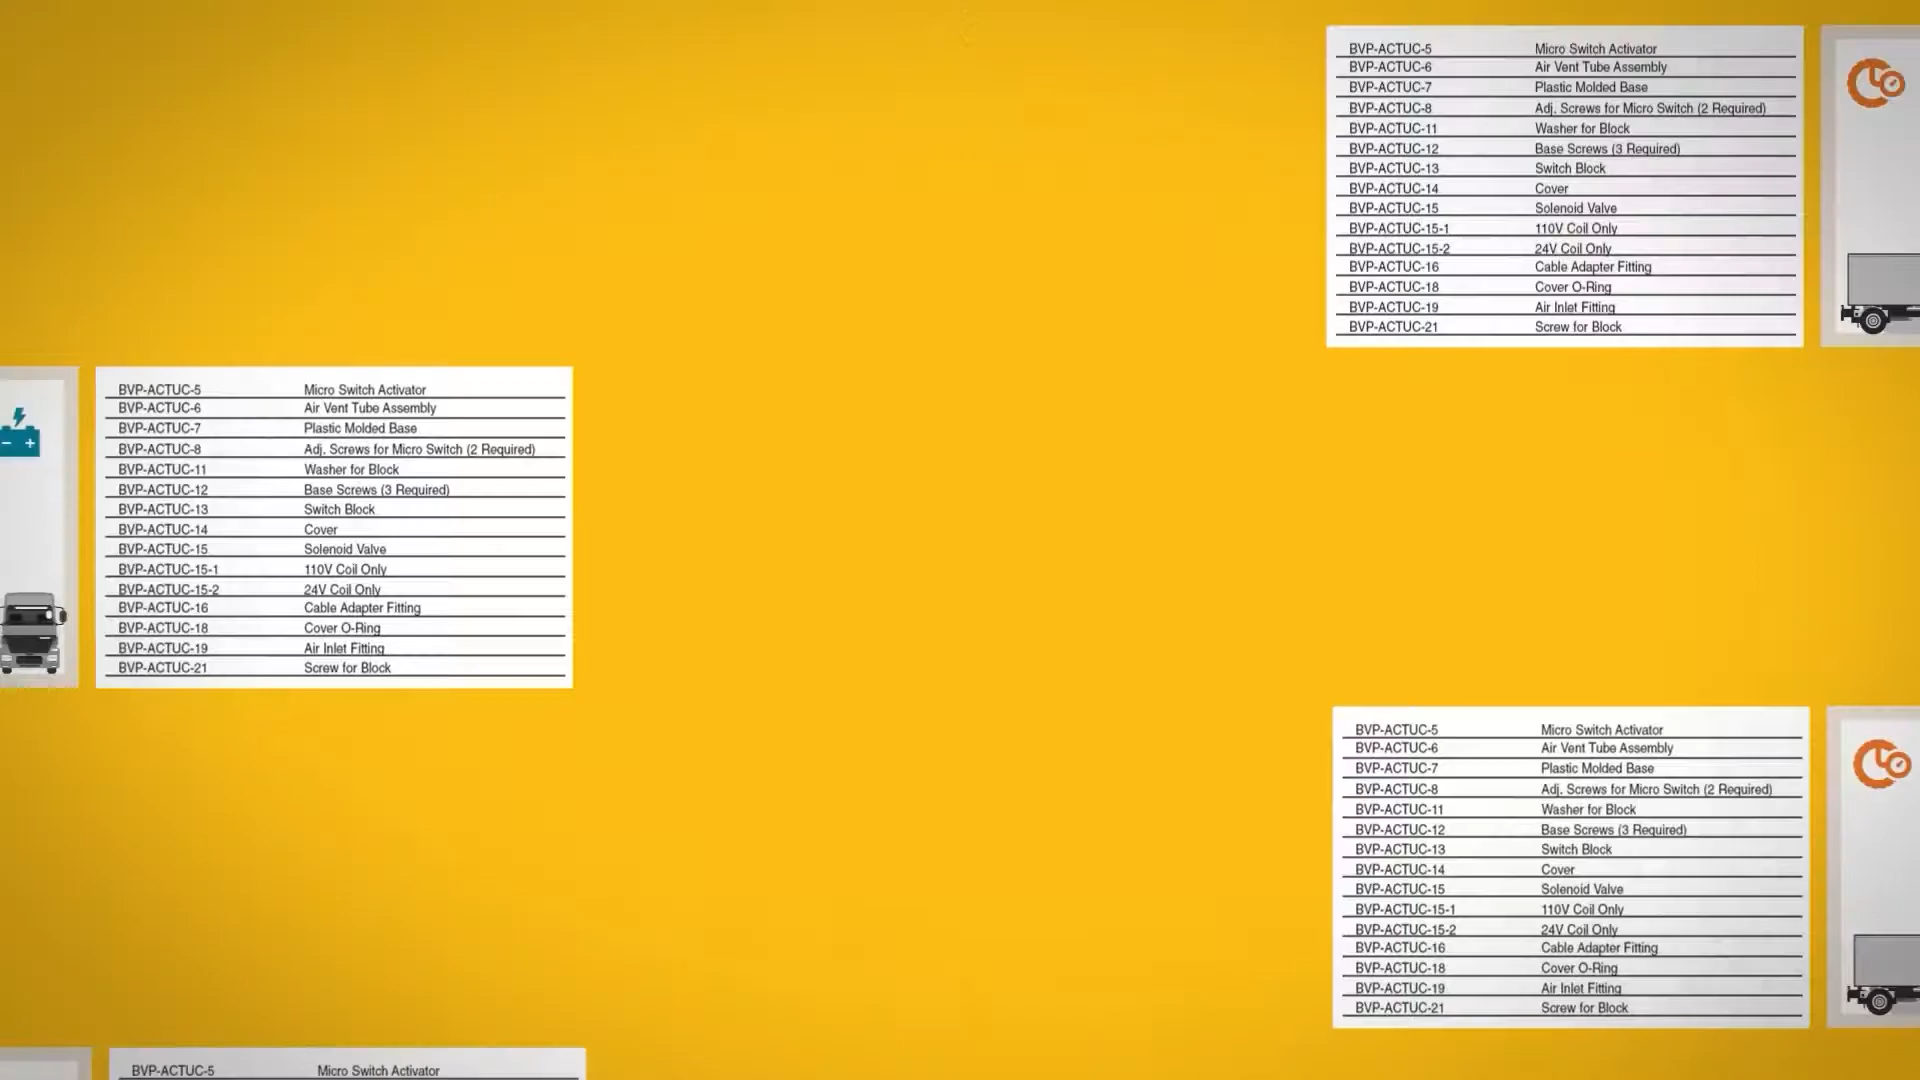 BVP-ACTUC-5 Micro Switch Activator
BVP-ACTUC-6 Air Vent Tube Assembly
BVP-ACTUC-7 Plastic Molded Base
BVP-ACTUC-8 Adj. Screws for Micro Switch (2 Required)
BVP-ACTUC-11 Washer for Block
BVP-ACTUC-12 Base Screws (3 Required)
BVP-ACTUC-13 Switch Block
BVP-ACTUC-14 Cover
BVP-ACTUC-15 Solenoid Valve
BVP-ACTUC-15-1 110V Coil Only
BVP-ACTUC-15-2 24V Coil Only
BVP-ACTUC-16 Cable Adapter Fitting
BVP-ACTUC-18 Cover O-Ring
BVP-ACTUC-19 Air Inlet Fitting
BVP-ACTUC-21 Screw for Block
BVP-ACTUC-5 Micro Switch Activator
BVP-ACTUC-6 Air Vent Tube Assembly
BVP-ACTUC-7 Plastic Molded Base
BVP-ACTUC-8 Adj. Screws for Micro Switch (2 Required)
BVP-ACTUC-11 Washer for Block
BVP-ACTUC-12 Base Screws (3 Required)
BVP-ACTUC-13 Switch Block
BVP-ACTUC-14 Cover
BVP-ACTUC-15 Solenoid Valve
BVP-ACTUC-15-1 110V Coil Only
BVP-ACTUC-15-2 24V Coil Only
BVP-ACTUC-16 Cable Adapter Fitting
BVP-ACTUC-18 Cover O-Ring
BVP-ACTUC-19 Air Inlet Fitting
BVP-ACTUC-21 Screw for Block
BVP-ACTUC-5 Micro Switch Activator
BVP-ACTUC-6 Air Vent Tube Assembly
BVP-ACTUC-7 Plastic Molded Base
BVP-ACTUC-8 Adj. Screws for Micro Switch (2 Required)
BVP-ACTUC-11 Washer for Block
BVP-ACTUC-12 Base Screws (3 Required)
BVP-ACTUC-13 Switch Block
BVP-ACTUC-14 Cover
BVP-ACTUC-15 Solenoid Valve
BVP-ACTUC-15-1 110V Coil Only
BVP-ACTUC-15-2 24V Coil Only
BVP-ACTUC-16 Cable Adapter Fitting
BVP-ACTUC-18 Cover O-Ring
BVP-ACTUC-19 Air Inlet Fitting
BVP-ACTUC-21 Screw for Block
BVP-ACTUC-5 Micro Switch Activator